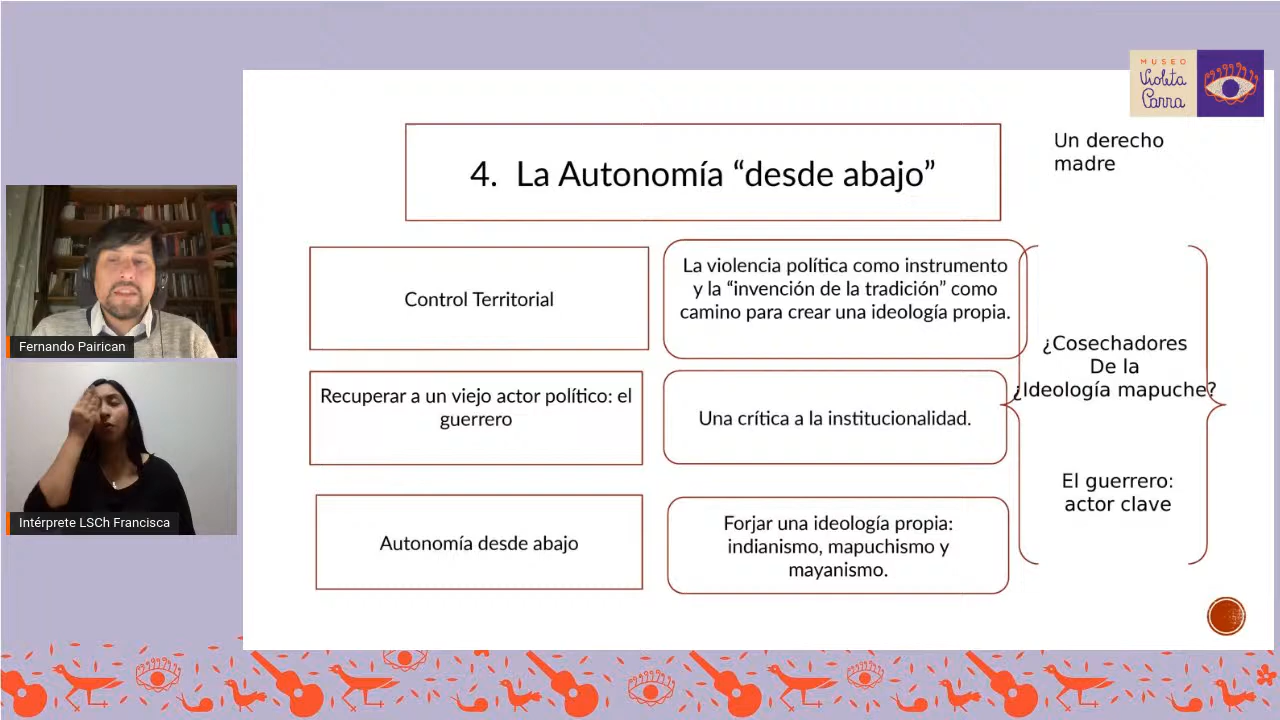 MUSEO
Violeta
Parra
Un derecho
madre
4. La Autonomía “desde abajo”
Control Territorial
La violencia política como instrumento
y la “invención de la tradición” como
camino para crear una ideología propia.
Recuperar a un viejo actor político: el
guerrero
Una crítica a la institucionalidad.
Autonomía desde abajo
Forjar una ideología propia:
indianismo, mapuchismo y
mayanismo.
¿Cosechadores
De la
¿Ideología mapuche?
El guerrero:
actor clave
Fernando Pairican
Intérprete LSCh Francisca